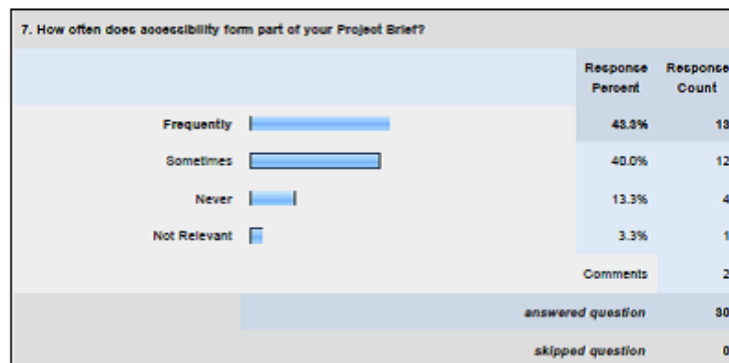 7. How often does accessibility form part of your Project Brief?
Response Percent
Response Count
Frequently 43.3% 13
Sometimes 40.0% 12
Never 13.3% 4
Not Relevant 3.3% 1
Comments 2
answered question 30
skipped question 0